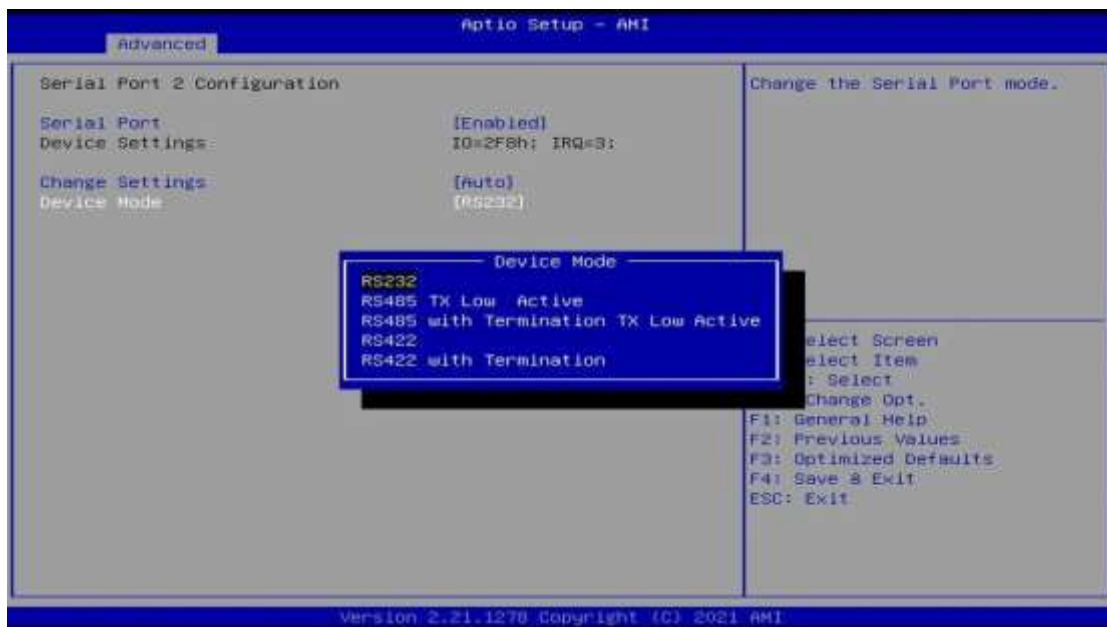 Aptio Setup - AMI
Advanced
Serial Port 2 Configuration
Serial Port [Enabled]
Device Settings IO=2F8h; IRQ=3;
Change Settings [Auto]
Device Mode [RS232]
Change the Serial Port mode.
Device Mode
RS232
RS485 TX Low Active
RS485 with Termination TX Low Active
RS422
RS422 with Termination
elect Screen
elect Item
: Select
Change Opt.
F1: General Help
F2: Previous Values
F3: Optimized Defaults
F4: Save & Exit
ESC: Exit
Version 2.21.1278 Copyright (C) 2021 AMI